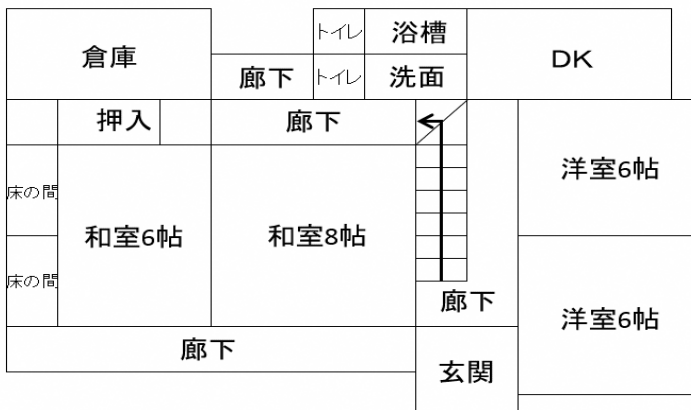 トイレ
浴槽
倉庫
DK
廊下
トイレ
洗面
押入
廊下
洋室6帖
床の間
和室6帖
和室8帖
床の間
廊下
洋室6帖
廊下
玄関